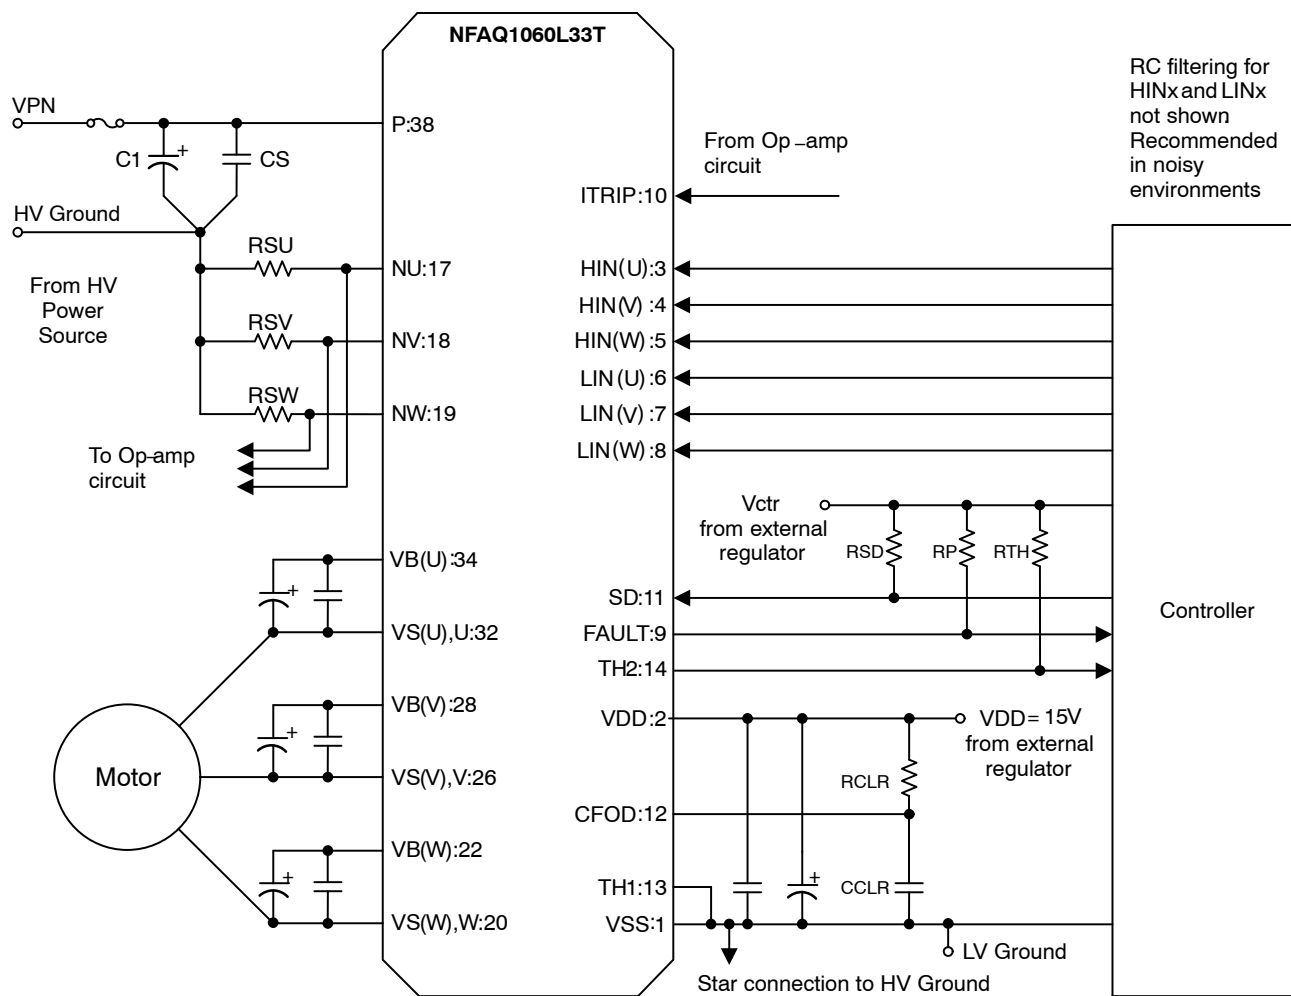 NFAQ1060L33T
RC filtering for
HINx and LINx
not shown
Recommended
in noisy
environments
VPN
P:38
C1
+
CS
From Op-amp
circuit
ITRIP:10
HV Ground
RSU
NU:17
HIN(U):3
From HV
Power
Source
HIN(V) :4
RSV
NV:18
HIN(W):5
LIN(U):6
RSW
NW:19
LIN(V):7
LIN(W):8
To Op-amp
circuit
Vctr
from external
regulator
RSD
RP
RTH
VB(U):34
+
SD:11
Controller
VS(U),U:32
FAULT:9
TH2:14
VB(V):28
+
VDD:2
VDD= 15V
from external
regulator
Motor
VS(V),V:26
RCLR
CFOD:12
VB(W):22
+
TH1:13
+
CCLR
VS(W),W:20
VSS:1
LV Ground
Star connection to HV Ground